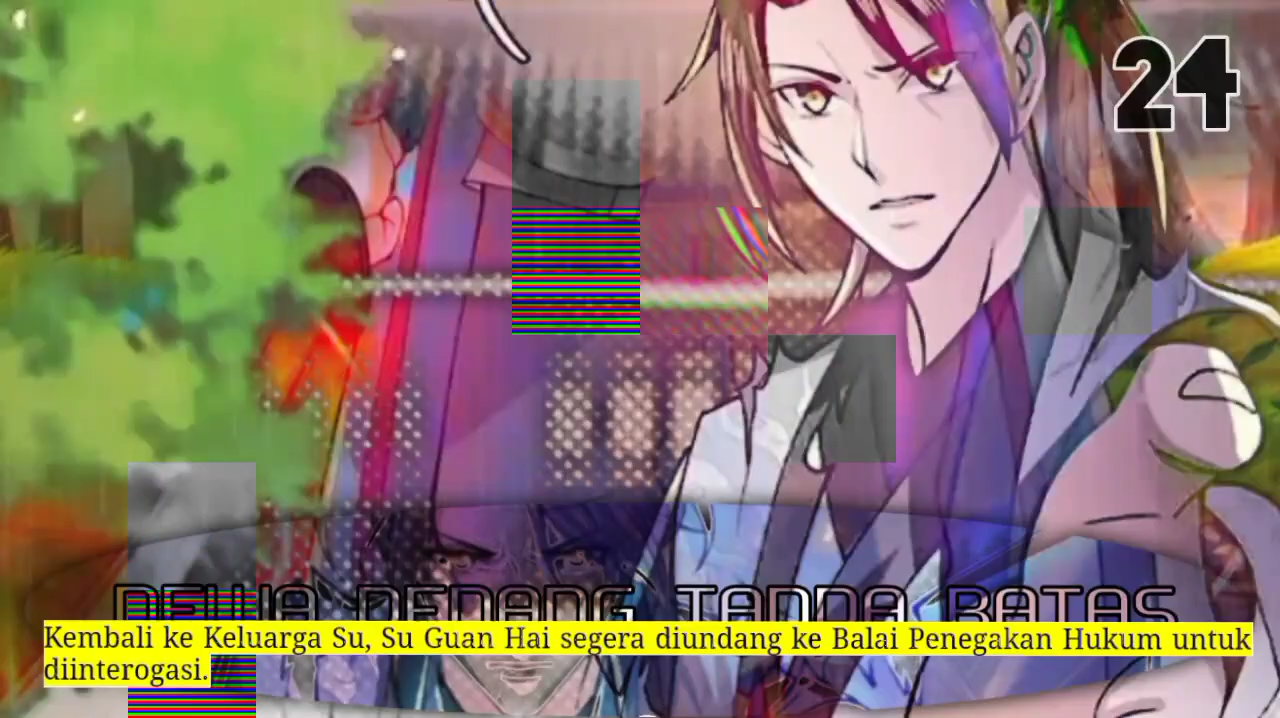 24
DEWA PEDANG TANPA BATAS
Kembali ke Keluarga Su, Su Guan Hai segera diundang ke Balai Penegakan Hukum untuk
diinterogasi.